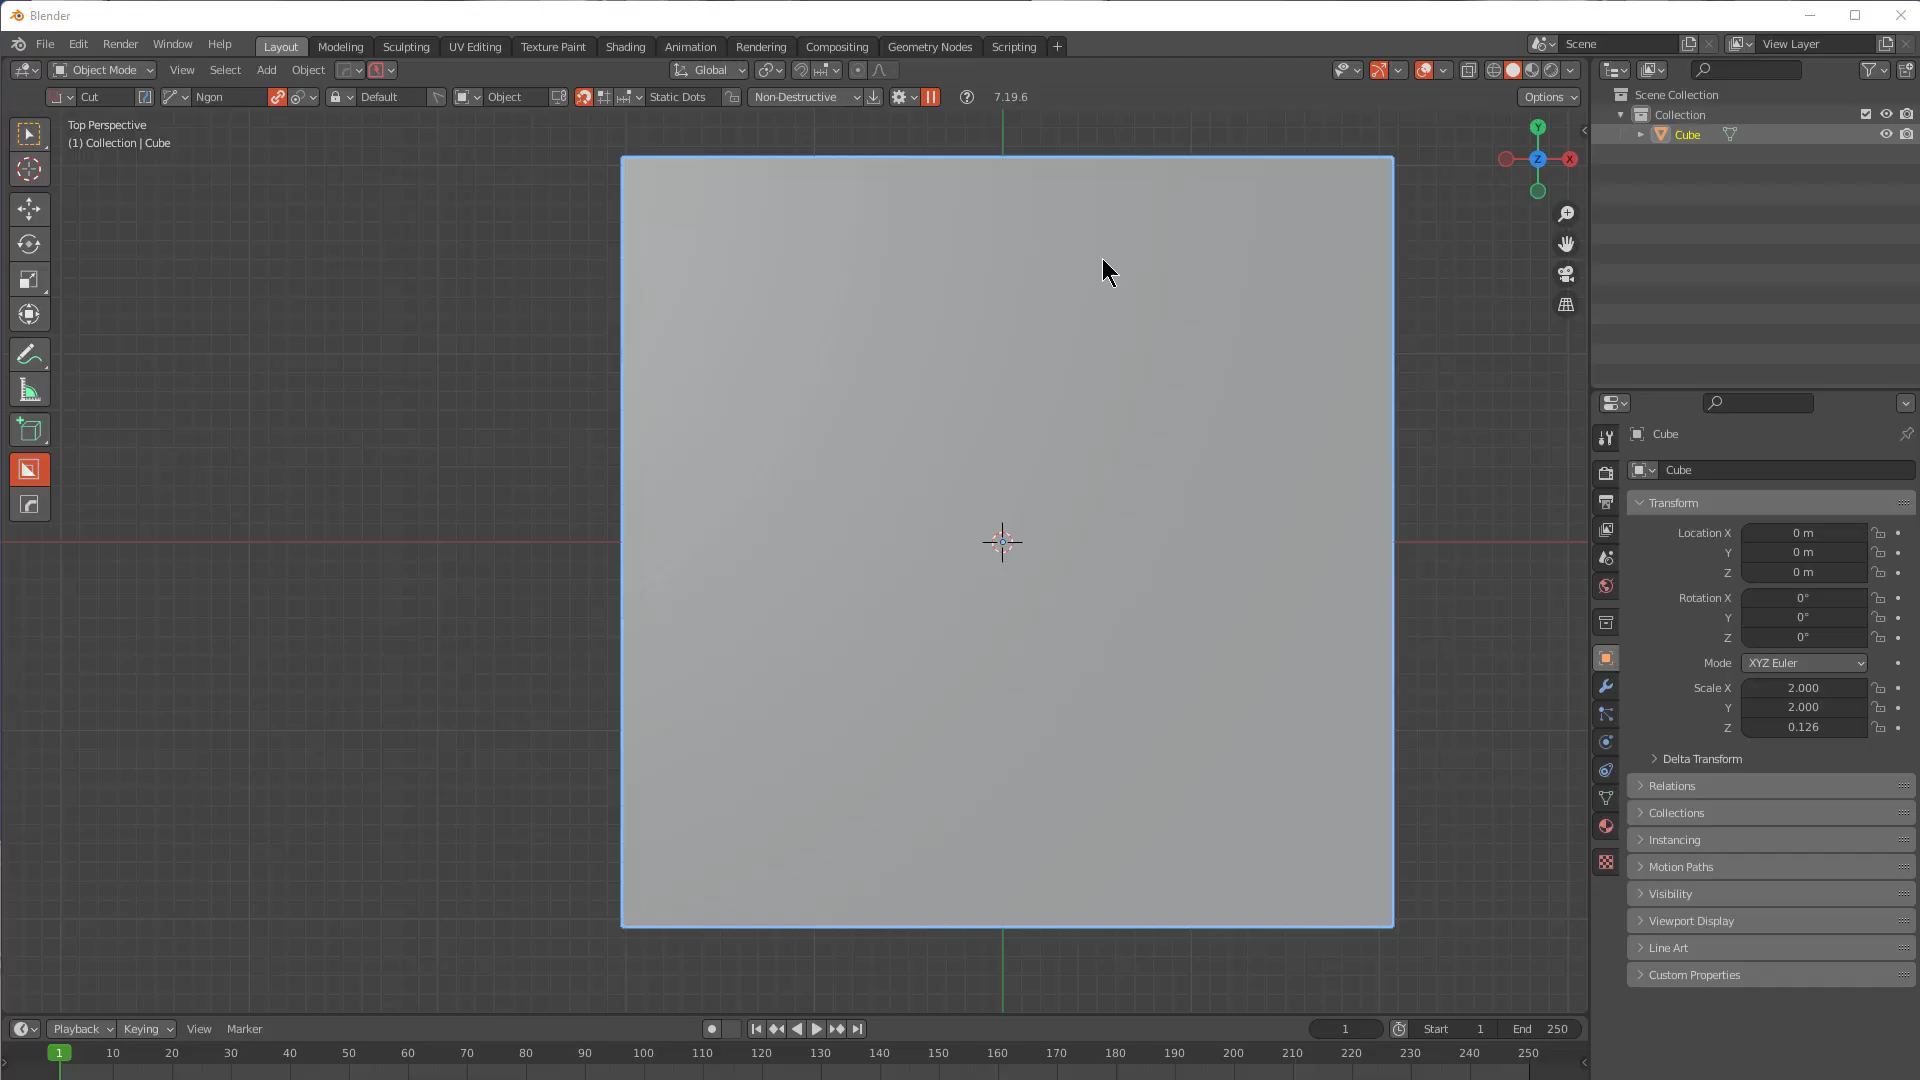 Blender
File Edit Render Window Help Layout Modeling Sculpting UV Editing Texture Paint Shading Animation Rendering Compositing Geometry Nodes Scripting + Scene View Layer
Object Mode View Select Add Object Global
Cut Ngon Default Object Static Dots Non-Destructive 7.19.6 Options
Top Perspective
(1) Collection | Cube
Y
Z X
Scene Collection
Collection
Cube
Cube
Cube
Transform
Location X 0 m
Y 0 m
Z 0 m
Rotation X 0°
Y 0°
Z 0°
Mode XYZ Euler
Scale X 2.000
Y 2.000
Z 0.126
Delta Transform
Relations
Collections
Instancing
Motion Paths
Visibility
Viewport Display
Line Art
Custom Properties
Playback Keying View Marker 1 Start 1 End 250
1 10 20 30 40 50 60 70 80 90 100 110 120 130 140 150 160 170 180 190 200 210 220 230 240 250